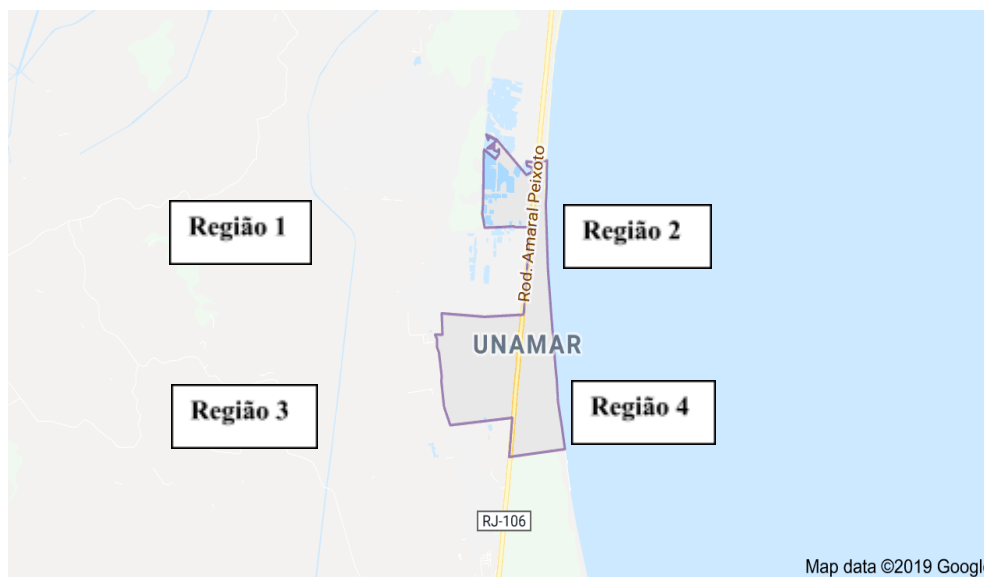 Rod. Amaral Peixoto
Região 1
Região 2
UNAMAR
Região 3
Região 4
RJ-106
Map data ©2019 Google